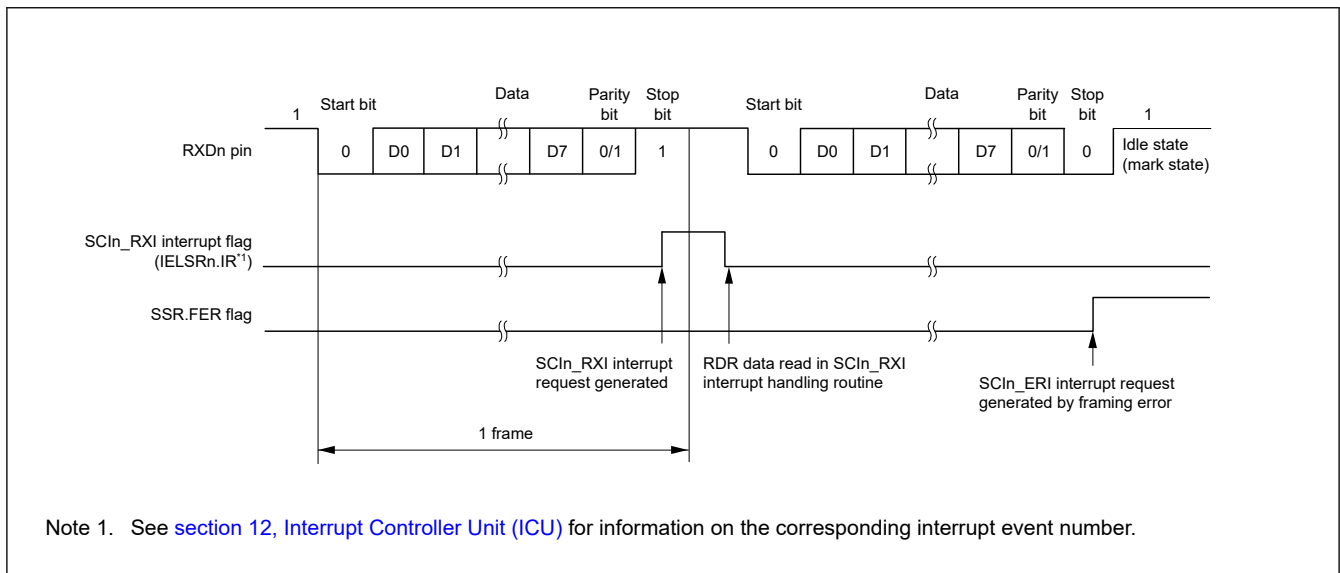 1
Start bit
Data
Parity bit
Stop bit
Start bit
Data
Parity bit
Stop bit
1
RXDn pin
0
D0
D1
D7
0/1
1
0
D0
D1
D7
0/1
0
Idle state
(mark state)
SCIn_RXI interrupt flag
(IELSRn.IR*1)
SSR.FER flag
SCIn_RXI interrupt
request generated
RDR data read in SCIn_RXI
interrupt handling routine
SCIn_ERI interrupt request
generated by framing error
1 frame
Note 1. See section 12, Interrupt Controller Unit (ICU) for information on the corresponding interrupt event number.